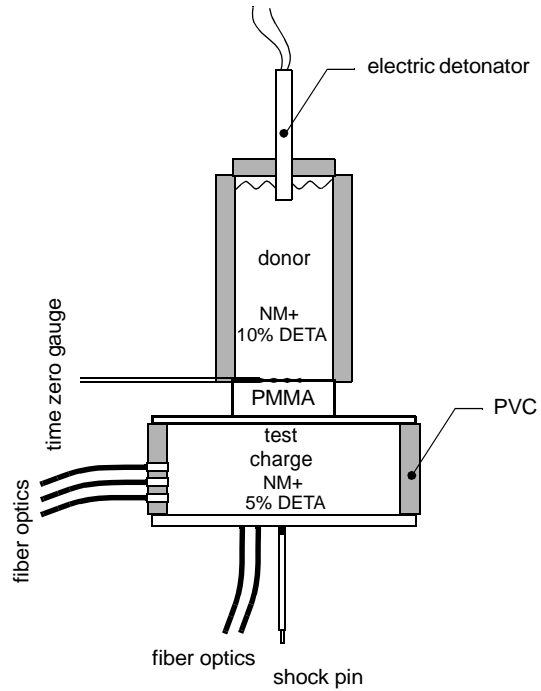 electric detonator
donor
NM+
10% DETA
time zero gauge
PMMA
PVC
test
charge
NM+
5% DETA
fiber optics
fiber optics
shock pin